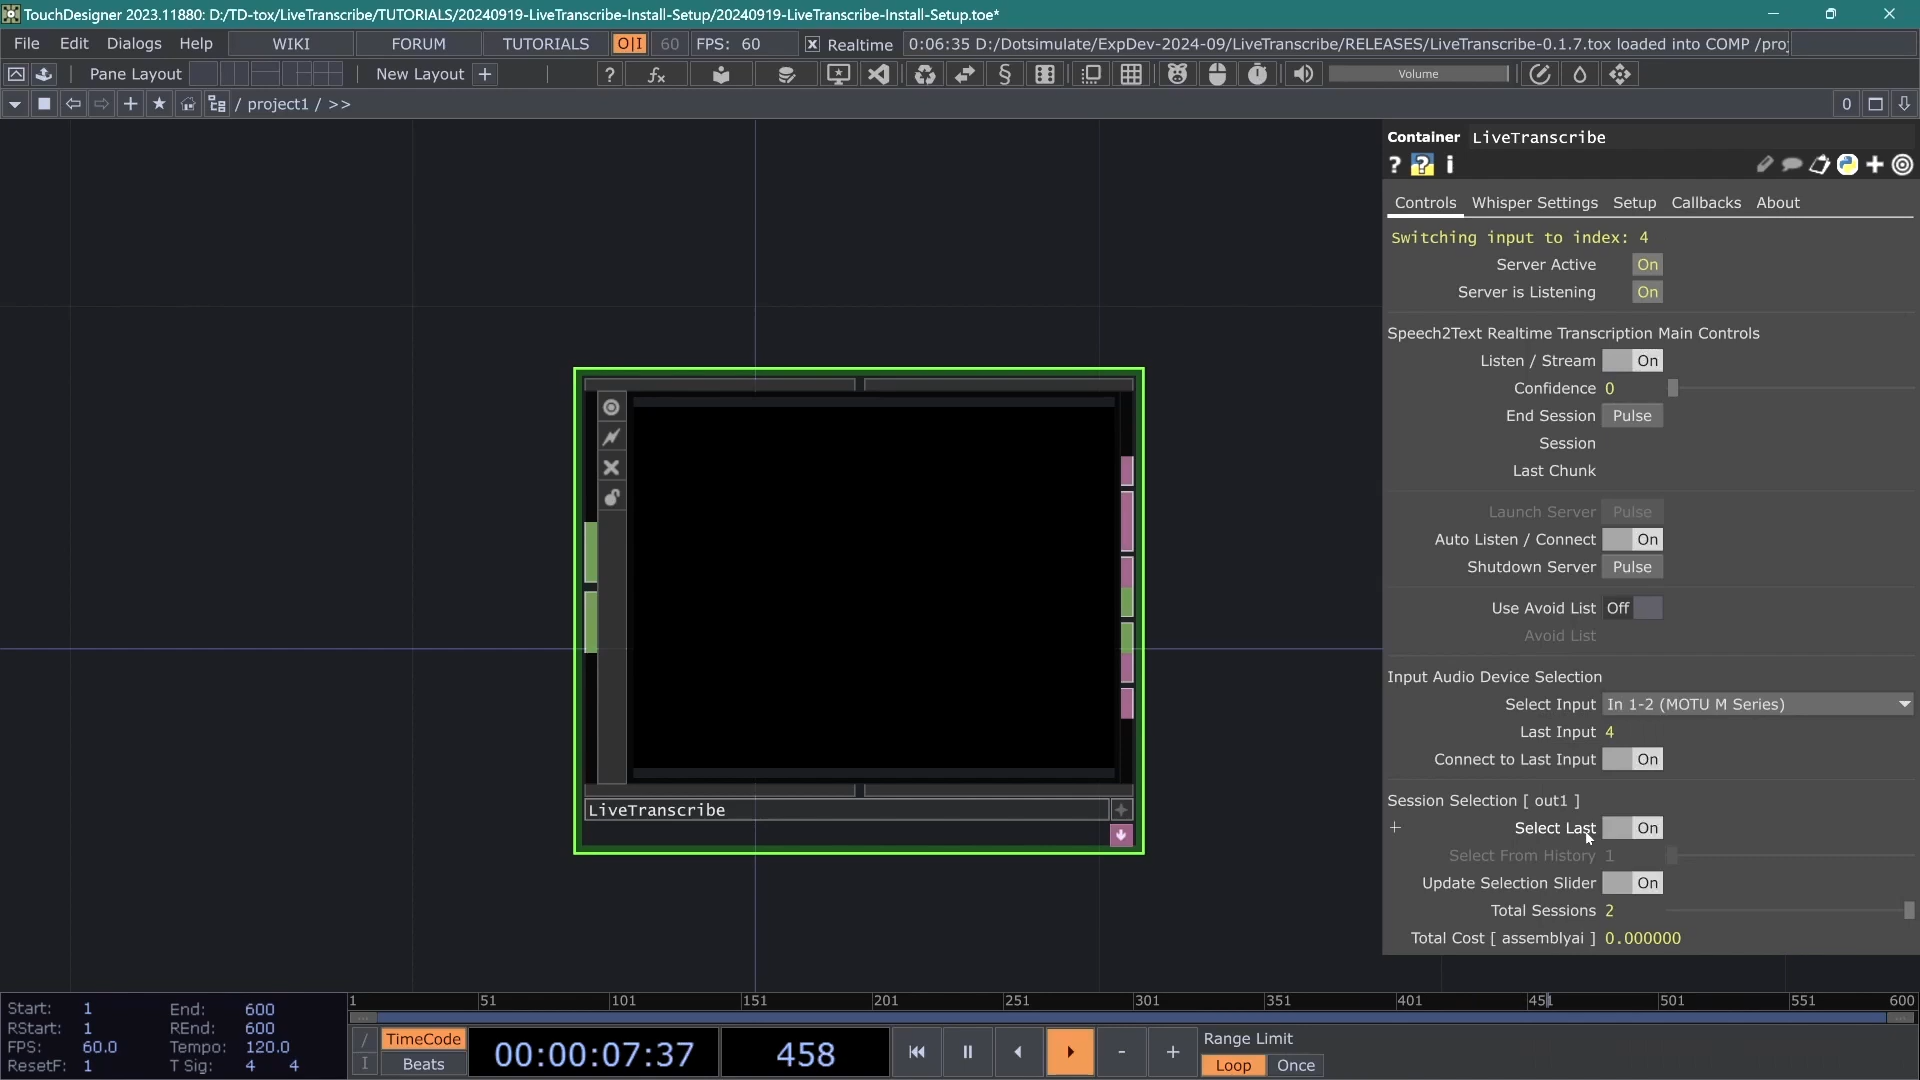 TouchDesigner 2023.11880: D:/TD-tox/LiveTranscribe/TUTORIALS/20240919-LiveTranscribe-Install-Setup/20240919-LiveTranscribe-Install-Setup.toe*
File Edit Dialogs Help WIKI FORUM TUTORIALS O|I 60 FPS: 60 Realtime 0:06:35 D:/Dotsimulate/ExpDev-2024-09/LiveTranscribe/RELEASES/LiveTranscribe-0.1.7.tox loaded into COMP /pro
Pane Layout New Layout + ? fx § Volume
/ project1 / >> 0
Container LiveTranscribe
? ? i
Controls Whisper Settings Setup Callbacks About
Switching input to index: 4
Server Active On
Server is Listening On
Speech2Text Realtime Transcription Main Controls
Listen / Stream On
Confidence 0
End Session Pulse
Session
Last Chunk
Launch Server Pulse
Auto Listen / Connect On
Shutdown Server Pulse
Use Avoid List Off
Avoid List
Input Audio Device Selection
Select Input In 1-2 (MOTU M Series)
Last Input 4
Connect to Last Input On
Session Selection [ out1 ]
+ Select Last On
Select From History 1
Update Selection Slider On
Total Sessions 2
Total Cost [ assemblyai ] 0.000000
LiveTranscribe
1 51 101 151 201 251 301 351 401 451 501 551 600
Start: 1 End: 600
RStart: 1 REnd: 600
FPS: 60.0 Tempo: 120.0
ResetF: 1 T Sig: 4 4
/ TimeCode
I Beats
00:00:07:37 458
- +
Range Limit
Loop Once